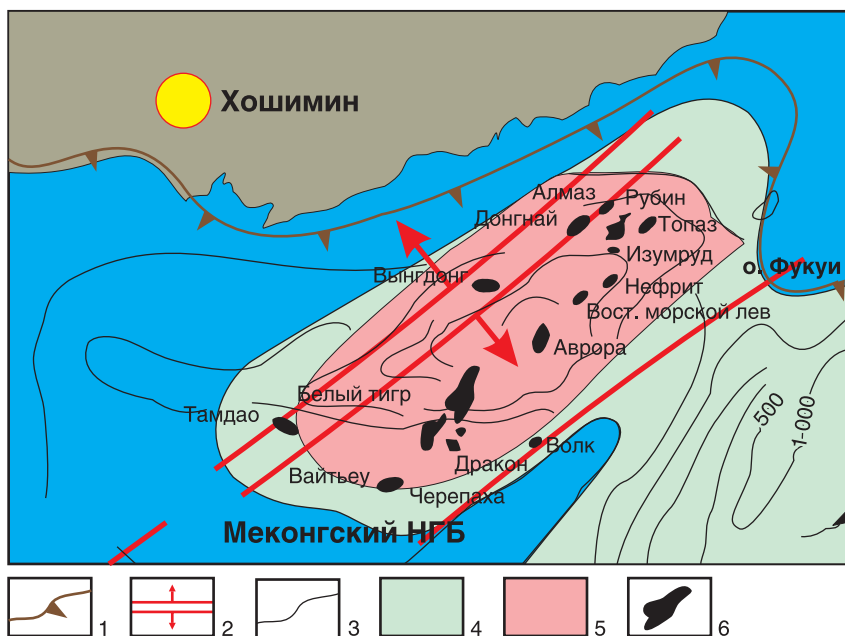 Хошимин
Алмаз
Рубин
Донгнай
Топаз
Изумруд
о. Фукуи
Вынгдонг
Нефрит
Вост. морской лев
Аврора
Белый тигр
500
1-000
Тамдао
Волк
Дракон
Вайтьеу
Черепаха
Меконгский НГБ
1 2 3 4 5 6